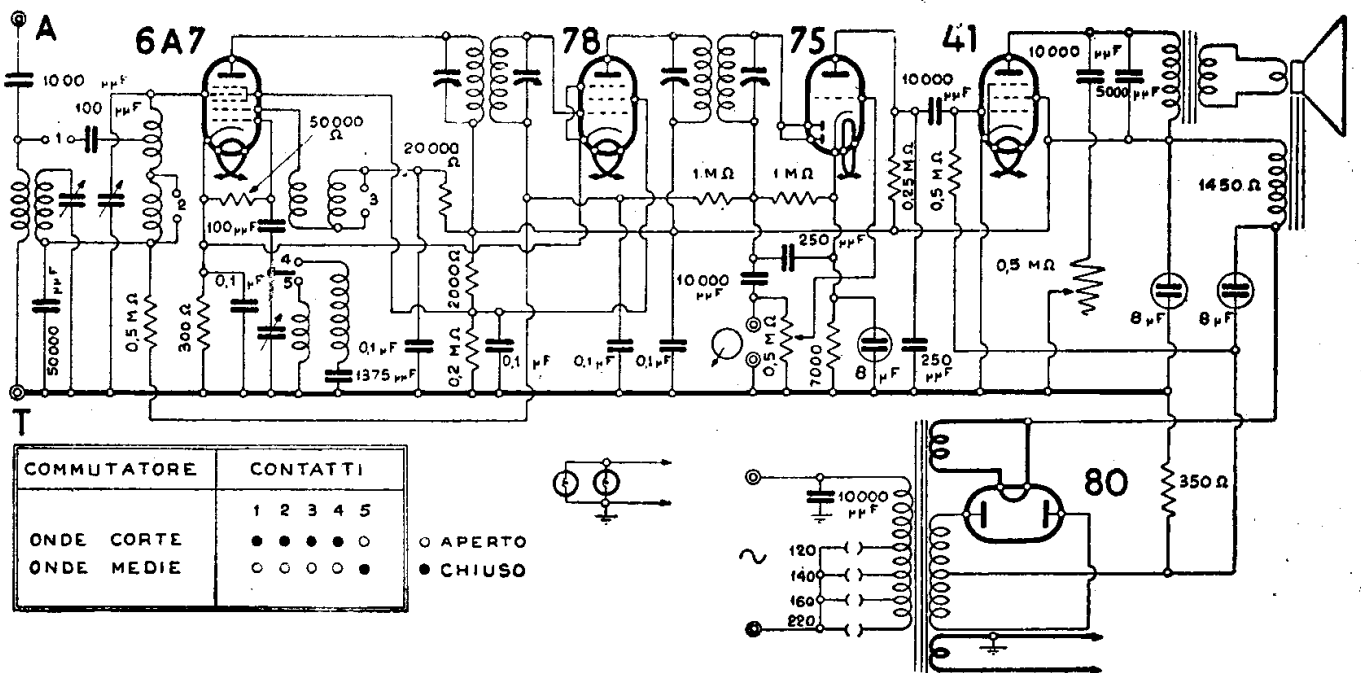 A
6A7
78
75
41
1000 µµF
100 µµF
1
2
50000 Ω
20000 Ω
3
100 µµF
4
5
50000 µµF
0,5 MΩ
300 Ω
0,1 µF
1375 µµF
0,1 µF
2000 Ω
0,2 MΩ
0,1 µF
0,1 µF
0,1 µF
1 MΩ
1 MΩ
250 µµF
10000 µµF
0,5 MΩ
7000
8 µF
250 µµF
0,25 MΩ
0,5 MΩ
10000 µµF
10000 µµF
5000 µµF
0,5 MΩ
1450 Ω
8 µF
8 µF
T
COMMUTATORE
CONTATTI
1 2 3 4 5
ONDE CORTE ● ● ● ● ○
ONDE MEDIE ○ ○ ○ ○ ●
○ APERTO
● CHIUSO
10000 µµF
~
120
140
160
220
80
350 Ω